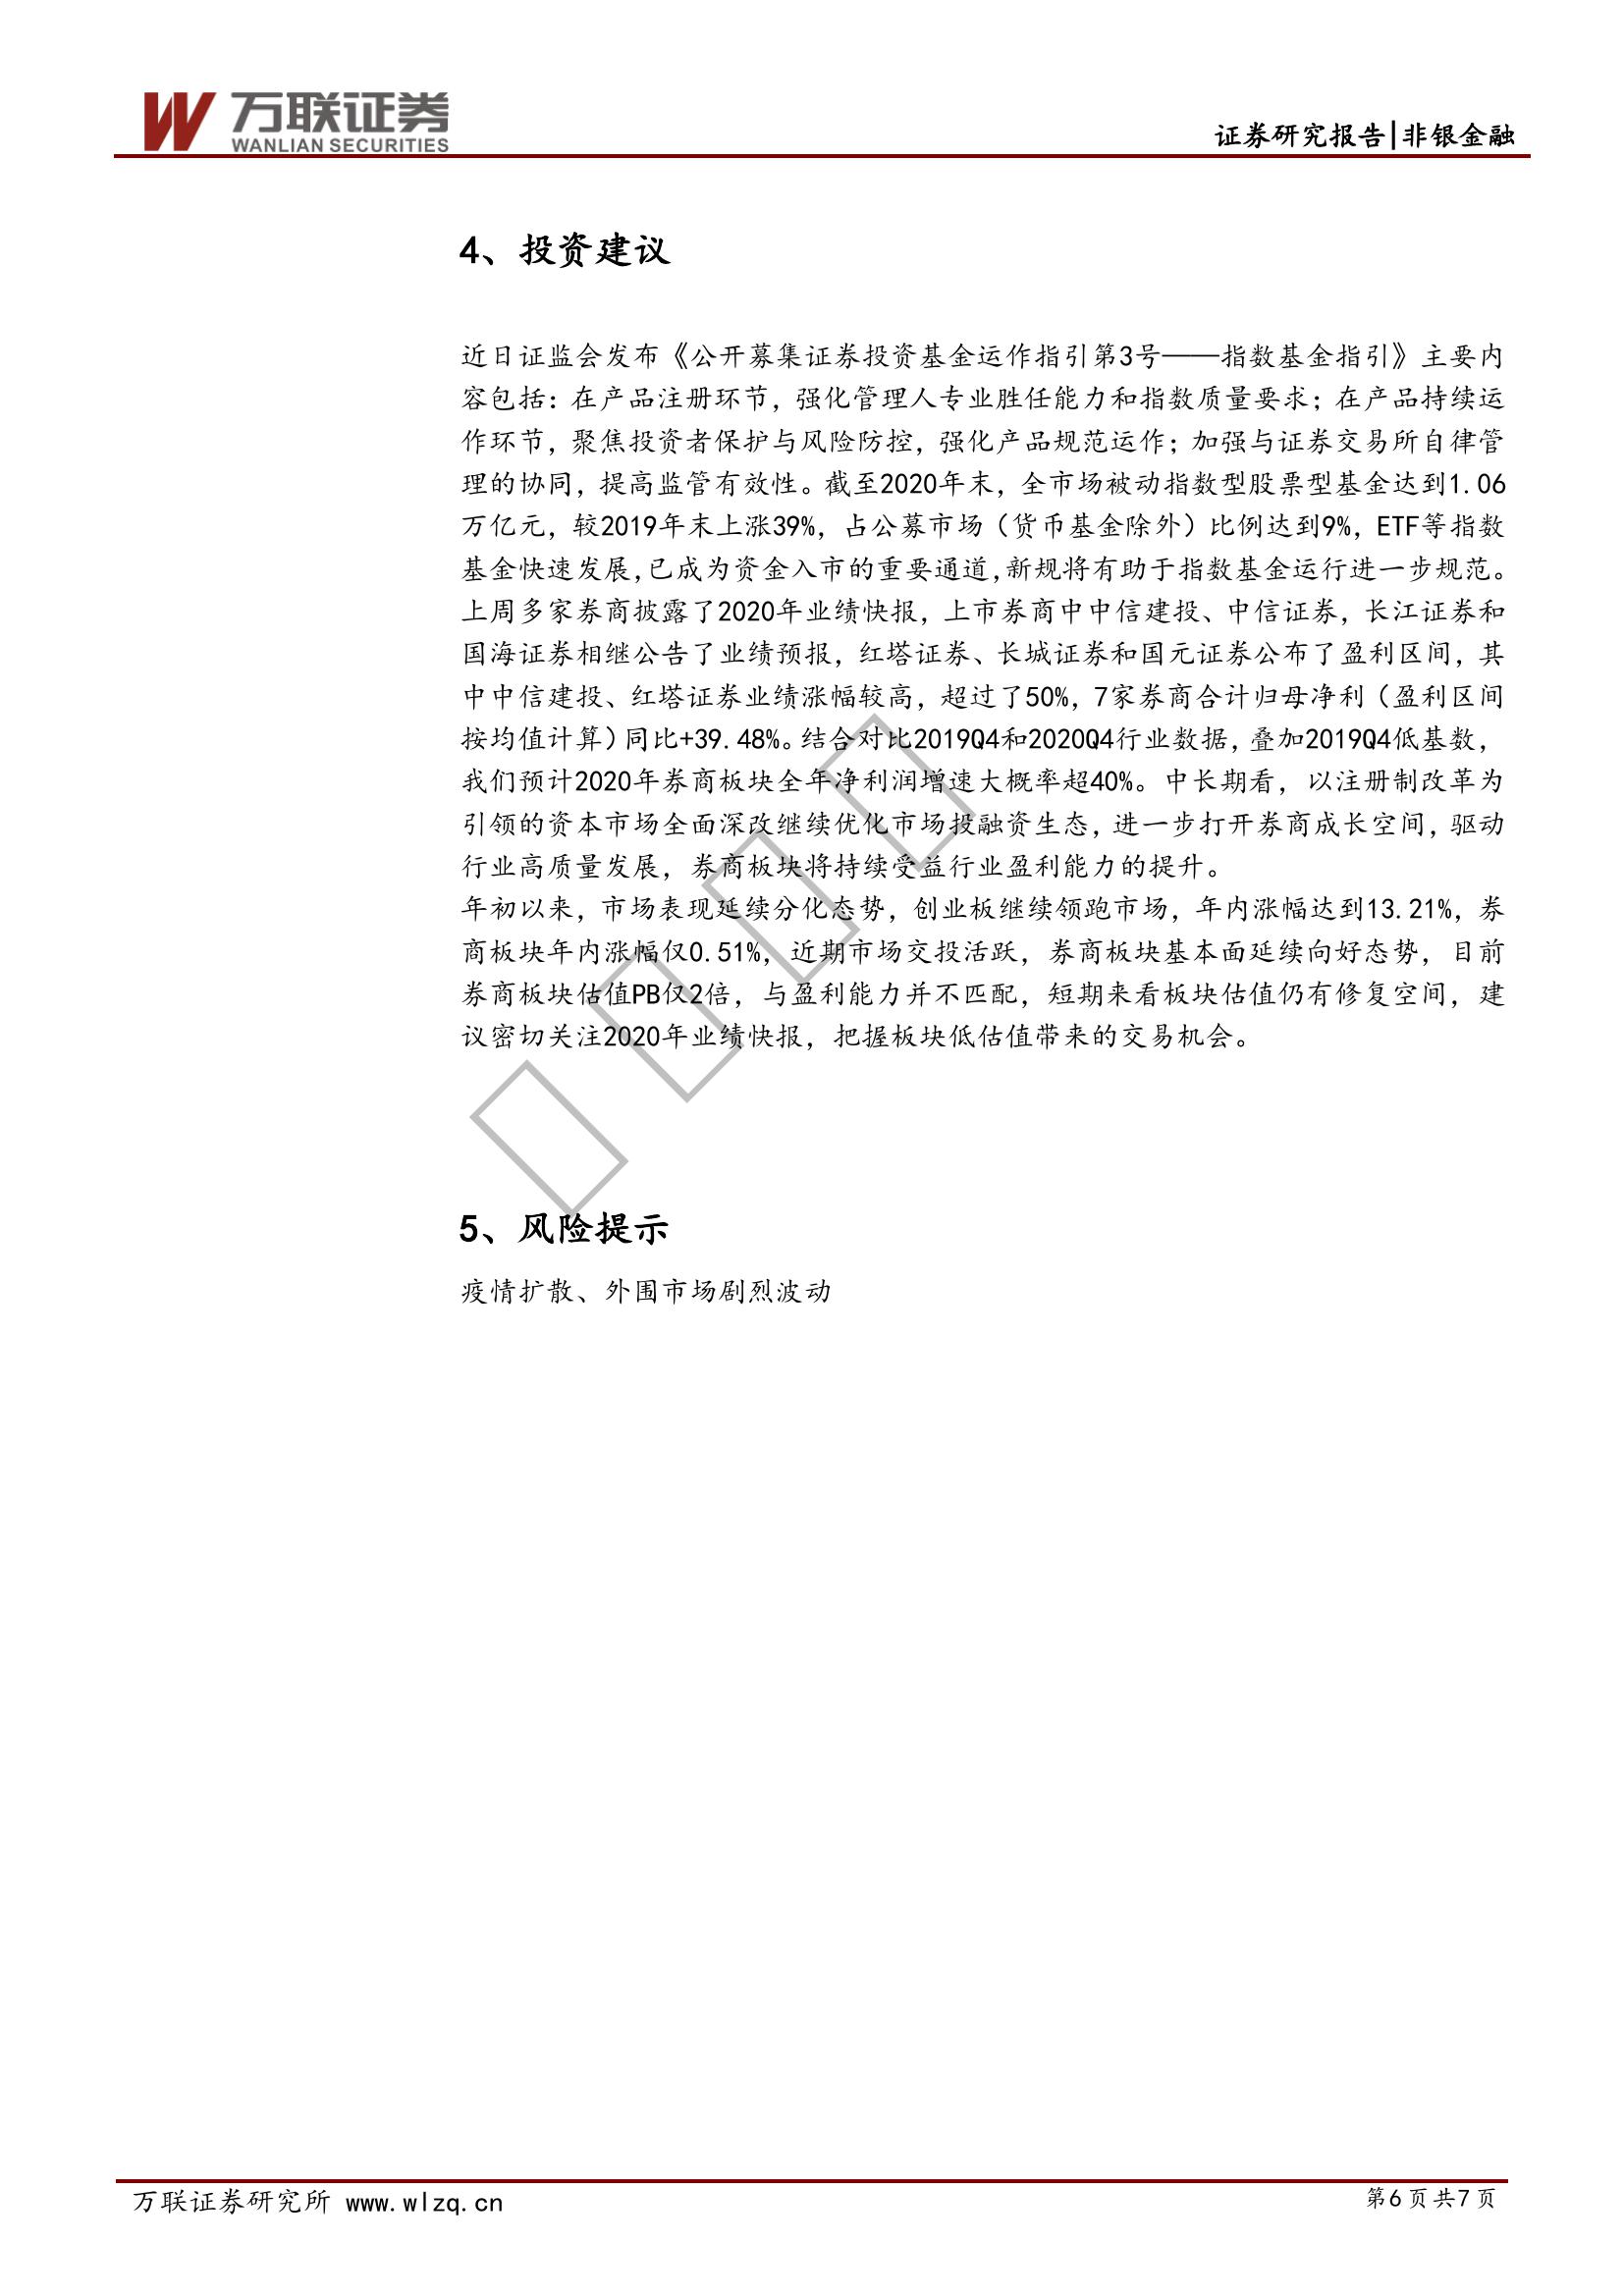 万联证券
WANLIAN SECURITIES
证券研究报告|非银金融
4、投资建议
近日证监会发布《公开募集证券投资基金运作指引第3号——指数基金指引》主要内
容包括：在产品注册环节，强化管理人专业胜任能力和指数质量要求；在产品持续运
作环节，聚焦投资者保护与风险防控，强化产品规范运作；加强与证券交易所自律管
理的协同，提高监管有效性。截至2020年末，全市场被动指数型股票型基金达到1.06
万亿元，较2019年末上涨39%，占公募市场（货币基金除外）比例达到9%，ETF等指数
基金快速发展，已成为资金入市的重要通道，新规将有助于指数基金运行进一步规范。
上周多家券商披露了2020年业绩快报，上市券商中中信建投、中信证券，长江证券和
国海证券相继公告了业绩预报，红塔证券、长城证券和国元证券公布了盈利区间，其
中中信建投、红塔证券业绩涨幅较高，超过了50%，7家券商合计归母净利（盈利区间
按均值计算）同比+39.48%。结合对比2019Q4和2020Q4行业数据，叠加2019Q4低基数，
我们预计2020年券商板块全年净利润增速大概率超40%。中长期看，以注册制改革为
引领的资本市场全面深改继续优化市场投融资生态，进一步打开券商成长空间，驱动
行业高质量发展，券商板块将持续受益行业盈利能力的提升。
年初以来，市场表现延续分化态势，创业板继续领跑市场，年内涨幅达到13.21%，券
商板块年内涨幅仅0.51%，近期市场交投活跃，券商板块基本面延续向好态势，目前
券商板块估值PB仅2倍，与盈利能力并不匹配，短期来看板块估值仍有修复空间，建
议密切关注2020年业绩快报，把握板块低估值带来的交易机会。
5、风险提示
疫情扩散、外围市场剧烈波动
万联证券研究所 www.wlzq.cn
第6页共7页